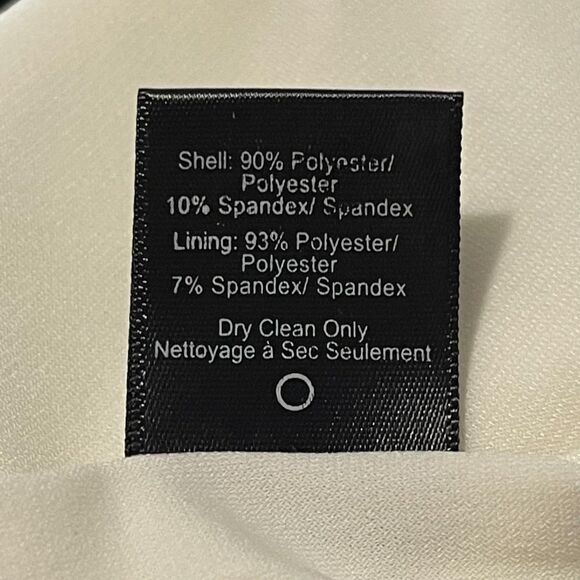 Shell: 90% Polyester/
Polyester
10% Spandex/ Spandex
Lining: 93% Polyester/
Polyester
7% Spandex/ Spandex
Dry Clean Only
Nettoyage à Sec Seulement